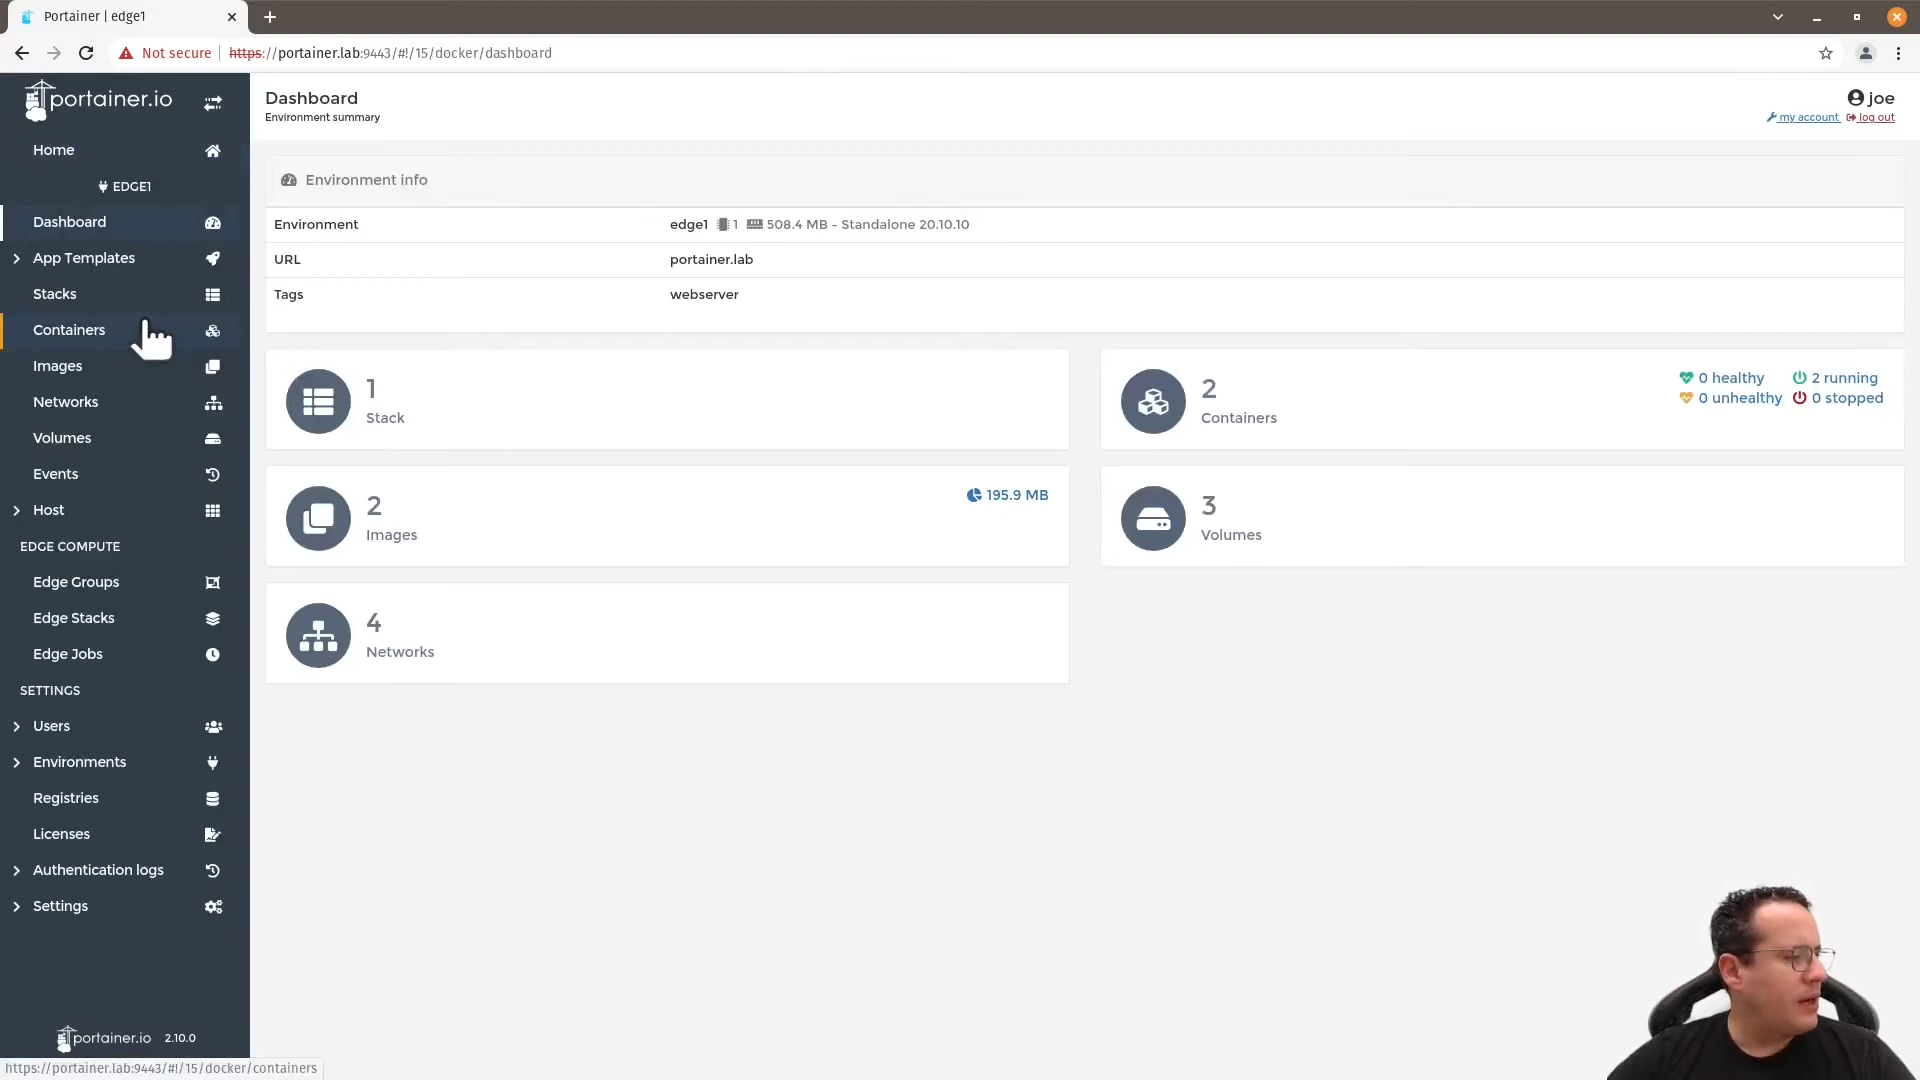 Portainer | edge1
Not secure
https://portainer.lab:9443/#!/15/docker/dashboard
portainer.io
Home
EDGE1
Dashboard
App Templates
Stacks
Containers
Images
Networks
Volumes
Events
Host
EDGE COMPUTE
Edge Groups
Edge Stacks
Edge Jobs
SETTINGS
Users
Environments
Registries
Licenses
Authentication logs
Settings
portainer.io 2.10.0
https://portainer.lab:9443/#!/15/docker/containers
Dashboard
Environment summary
joe
my account log out
Environment info
Environment edge1 1 508.4 MB - Standalone 20.10.10
URL portainer.lab
Tags webserver
1
Stack
2
Containers
0 healthy 2 running
0 unhealthy 0 stopped
2
Images
195.9 MB
3
Volumes
4
Networks